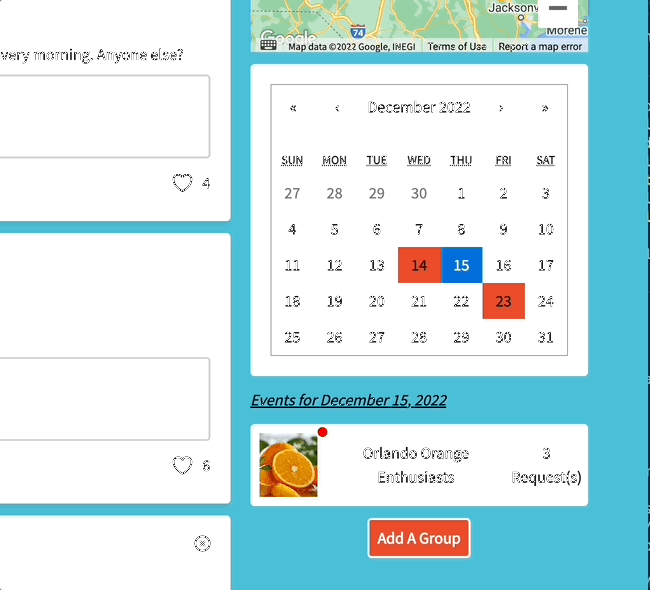 Jacksonv
Morene
74
Google
Map data ©2022 Google, INEGI Terms of Use Report a map error
very morning. Anyone else?
4
6
« ‹ December 2022 › »
SUN MON TUE WED THU FRI SAT
27 28 29 30 1 2 3
4 5 6 7 8 9 10
11 12 13 14 15 16 17
18 19 20 21 22 23 24
25 26 27 28 29 30 31
Events for December 15, 2022
Orlando Orange
Enthusiasts
3
Request(s)
Add A Group